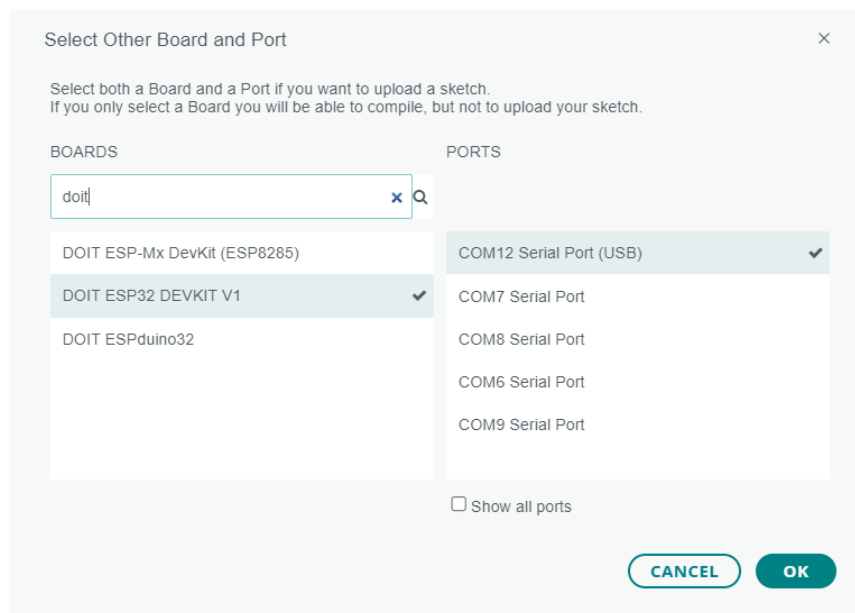 Select Other Board and Port
Select both a Board and a Port if you want to upload a sketch.
If you only select a Board you will be able to compile, but not to upload your sketch.
BOARDS
doit
DOIT ESP-Mx DevKit (ESP8285)
DOIT ESP32 DEVKIT V1
DOIT ESPduino32
PORTS
COM12 Serial Port (USB)
COM7 Serial Port
COM8 Serial Port
COM6 Serial Port
COM9 Serial Port
Show all ports
CANCEL
OK